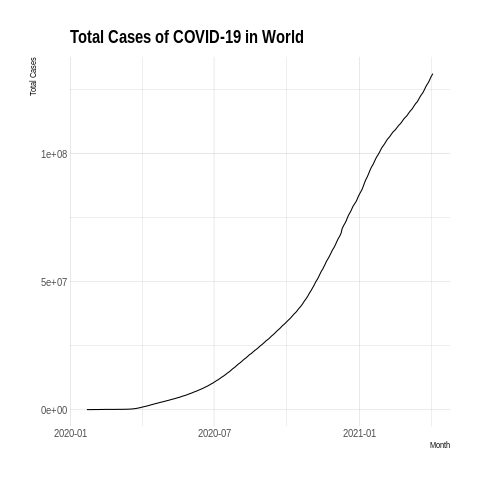 Total Cases of COVID-19 in World
Total Cases
1e+08
5e+07
0e+00
2020-01 2020-07 2021-01
Month